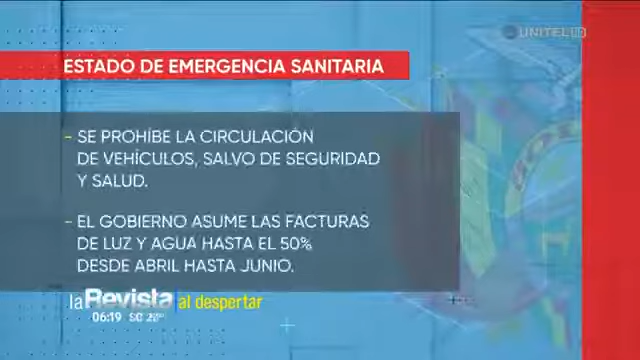 UNITEL
ESTADO DE EMERGENCIA SANITARIA
- SE PROHÍBE LA CIRCULACIÓN
DE VEHÍCULOS, SALVO DE SEGURIDAD
Y SALUD.
- EL GOBIERNO ASUME LAS FACTURAS
DE LUZ Y AGUA HASTA EL 50%
DESDE ABRIL HASTA JUNIO.
la Revista al despertar
06:19